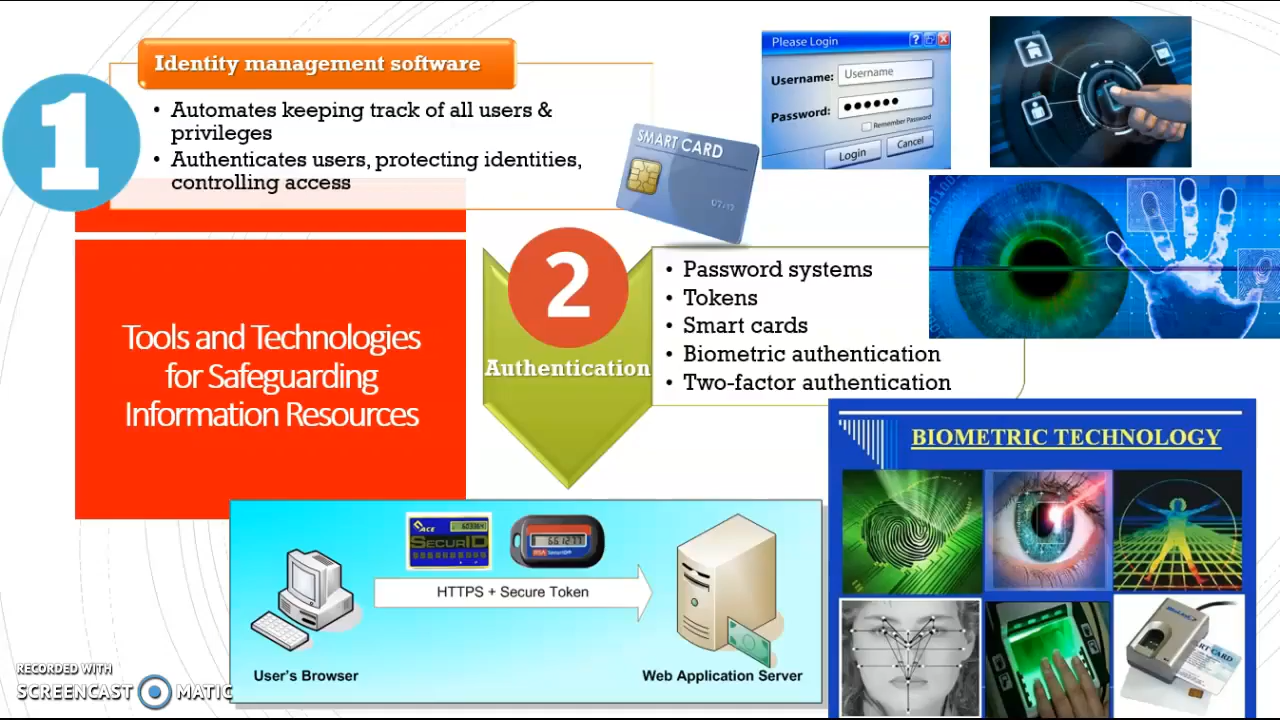 Identity management software
1
• Automates keeping track of all users &
privileges
• Authenticates users, protecting identities,
controlling access
SMART CARD
Please Login
Username:
Username
Password:
Remember Password
Login
Cancel
Tools and Technologies
for Safeguarding
Information Resources
2
Authentication
• Password systems
• Tokens
• Smart cards
• Biometric authentication
• Two-factor authentication
BIOMETRIC TECHNOLOGY
ACE
SECURID
HTTPS + Secure Token
User's Browser
Web Application Server
RECORDED WITH
SCREENCAST MATIC